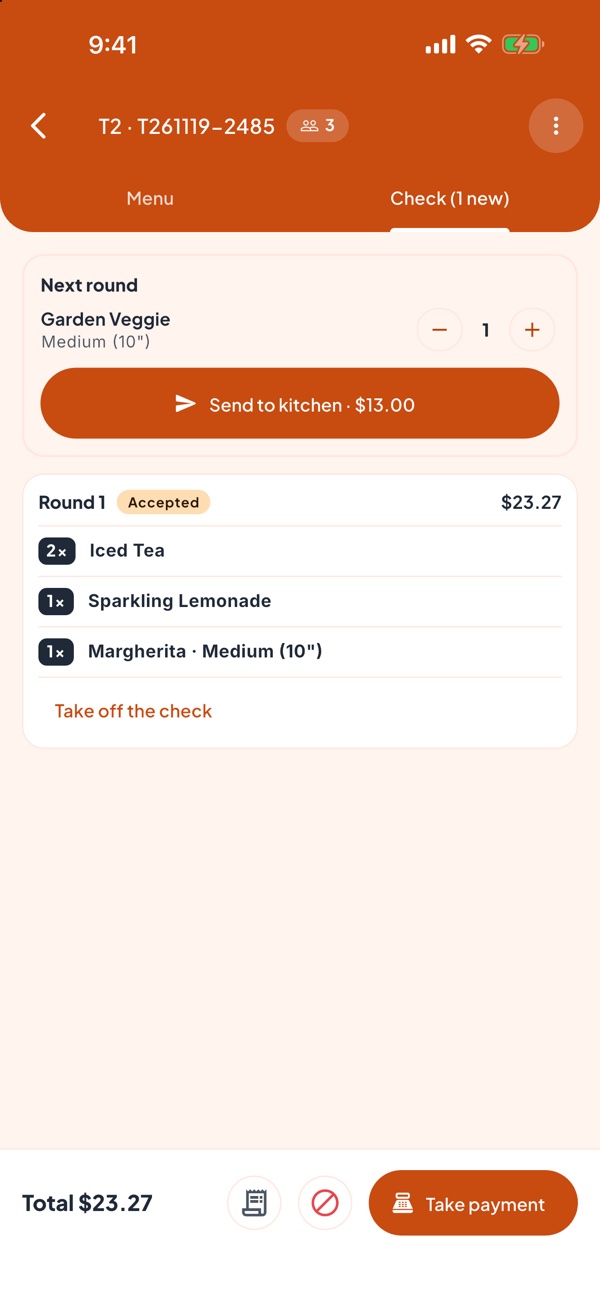 9:41
T2 · T261119-2485 3
Menu Check (1 new)
Next round
Garden Veggie
Medium (10")
1
Send to kitchen · $13.00
Round 1 Accepted $23.27
2× Iced Tea
1× Sparkling Lemonade
1× Margherita · Medium (10")
Take off the check
Total $23.27 Take payment